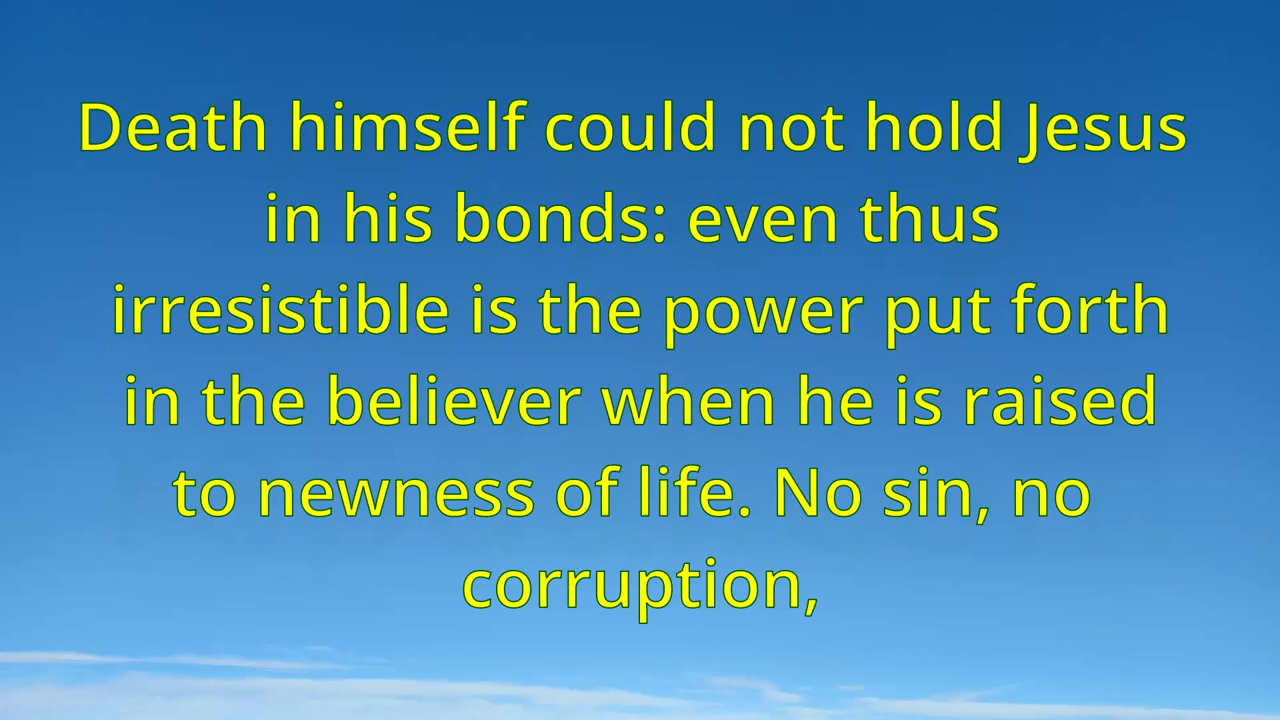 Death himself could not hold Jesus
in his bonds: even thus
irresistible is the power put forth
in the believer when he is raised
to newness of life. No sin, no
corruption,